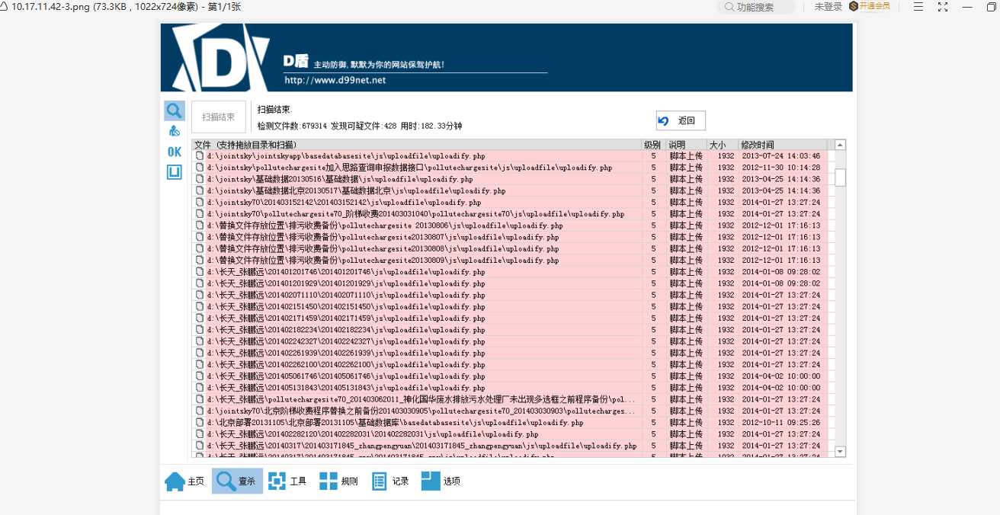 10.17.11.42-3.png (73.3KB , 1022x724像素) - 第1/1张
功能搜索
未登录
开通会员
D盾 主动防御,默默为你的网站保驾护航!
http://www.d99net.net
扫描结束
扫描结束.
检测文件数:679314 发现可疑文件:428 用时:182.33分钟
返回
OK
文件 (支持拖放目录和扫描) 级别 说明 大小 修改时间
d:\jointsky\jointskyapp\basedatabasesite\js\uploadfile\uploadify.php 5 脚本上传 1932 2013-07-24 14:03:46
d:\jointsky\pollutechargesite加入思路查询申报数据接口\pollutechargesite\js\uploadfile\uploadify.php 5 脚本上传 1932 2012-11-30 10:14:28
d:\jointsky\基础数据20130516\基础数据\js\uploadfile\uploadify.php 5 脚本上传 1932 2013-04-25 14:14:36
d:\jointsky\基础数据北京20130517\基础数据北京\js\uploadfile\uploadify.php 5 脚本上传 1932 2013-04-25 14:14:36
d:\jointsky70\201403152142\201403152142\js\uploadfile\uploadify.php 5 脚本上传 1932 2014-01-27 13:27:24
d:\jointsky70\pollutechargesite70_阶梯收费201403031040\pollutechargesite70\js\uploadfile\uploadify.php 5 脚本上传 1932 2014-01-27 13:27:24
d:\替换文件存放位置\排污收费备份\pollutechargesite 20130806\js\uploadfile\uploadify.php 5 脚本上传 1932 2012-12-01 17:16:13
d:\替换文件存放位置\排污收费备份\pollutechargesite20130807\js\uploadfile\uploadify.php 5 脚本上传 1932 2012-12-01 17:16:13
d:\替换文件存放位置\排污收费备份\pollutechargesite20130808\js\uploadfile\uploadify.php 5 脚本上传 1932 2012-12-01 17:16:13
d:\替换文件存放位置\排污收费备份\pollutechargesite20130809\js\uploadfile\uploadify.php 5 脚本上传 1932 2012-12-01 17:16:13
d:\长天_张鹏远\201401201746\201401201746\js\uploadfile\uploadify.php 5 脚本上传 1932 2014-01-08 09:28:02
d:\长天_张鹏远\201401201929\201401201929\js\uploadfile\uploadify.php 5 脚本上传 1932 2014-01-08 09:28:02
d:\长天_张鹏远\201402071110\201402071110\js\uploadfile\uploadify.php 5 脚本上传 1932 2014-01-27 13:27:24
d:\长天_张鹏远\201402151450\201402151450\js\uploadfile\uploadify.php 5 脚本上传 1932 2014-01-27 13:27:24
d:\长天_张鹏远\201402171459\201402171459\js\uploadfile\uploadify.php 5 脚本上传 1932 2014-01-27 13:27:24
d:\长天_张鹏远\201402182234\201402182234\js\uploadfile\uploadify.php 5 脚本上传 1932 2014-01-27 13:27:24
d:\长天_张鹏远\201402242327\201402242327\js\uploadfile\uploadify.php 5 脚本上传 1932 2014-01-27 13:27:24
d:\长天_张鹏远\201402261939\201402261939\js\uploadfile\uploadify.php 5 脚本上传 1932 2014-01-27 13:27:24
d:\长天_张鹏远\201402262100\201402262100\js\uploadfile\uploadify.php 5 脚本上传 1932 2014-01-27 13:27:24
d:\长天_张鹏远\201405061746\201405061746\js\uploadfile\uploadify.php 5 脚本上传 1932 2014-04-02 10:00:00
d:\长天_张鹏远\201405131843\201405131843\js\uploadfile\uploadify.php 5 脚本上传 1932 2014-04-02 10:00:00
d:\长天_张鹏远\pollutechargesite70_201403062011_神化国华废水排放污水处理厂未出现多选框之前程序备份\pol... 5 脚本上传 1932 2014-01-27 13:27:24
d:\jointsky70\北京阶梯收费程序替换之前备份201403030905\pollutechargesite70_201403030903\pollutecharges... 5 脚本上传 1932 2014-01-27 13:27:24
d:\北京部署20131105\北京部署20131105\基础数据库\basedatabasesite\js\uploadfile\uploadify.php 5 脚本上传 1932 2012-10-11 09:25:26
d:\长天_张鹏远\201402282120\201402282031\201402282031\js\uploadfile\uploadify.php 5 脚本上传 1932 2014-01-27 13:27:24
d:\长天_张鹏远\20140317\201403171845_zhangpengyuan\201403171845_zhangpengyuan\js\uploadfile\uploadify.php 5 脚本上传 1932 2014-01-27 13:27:24
主页 查杀 工具 规则 记录 选项